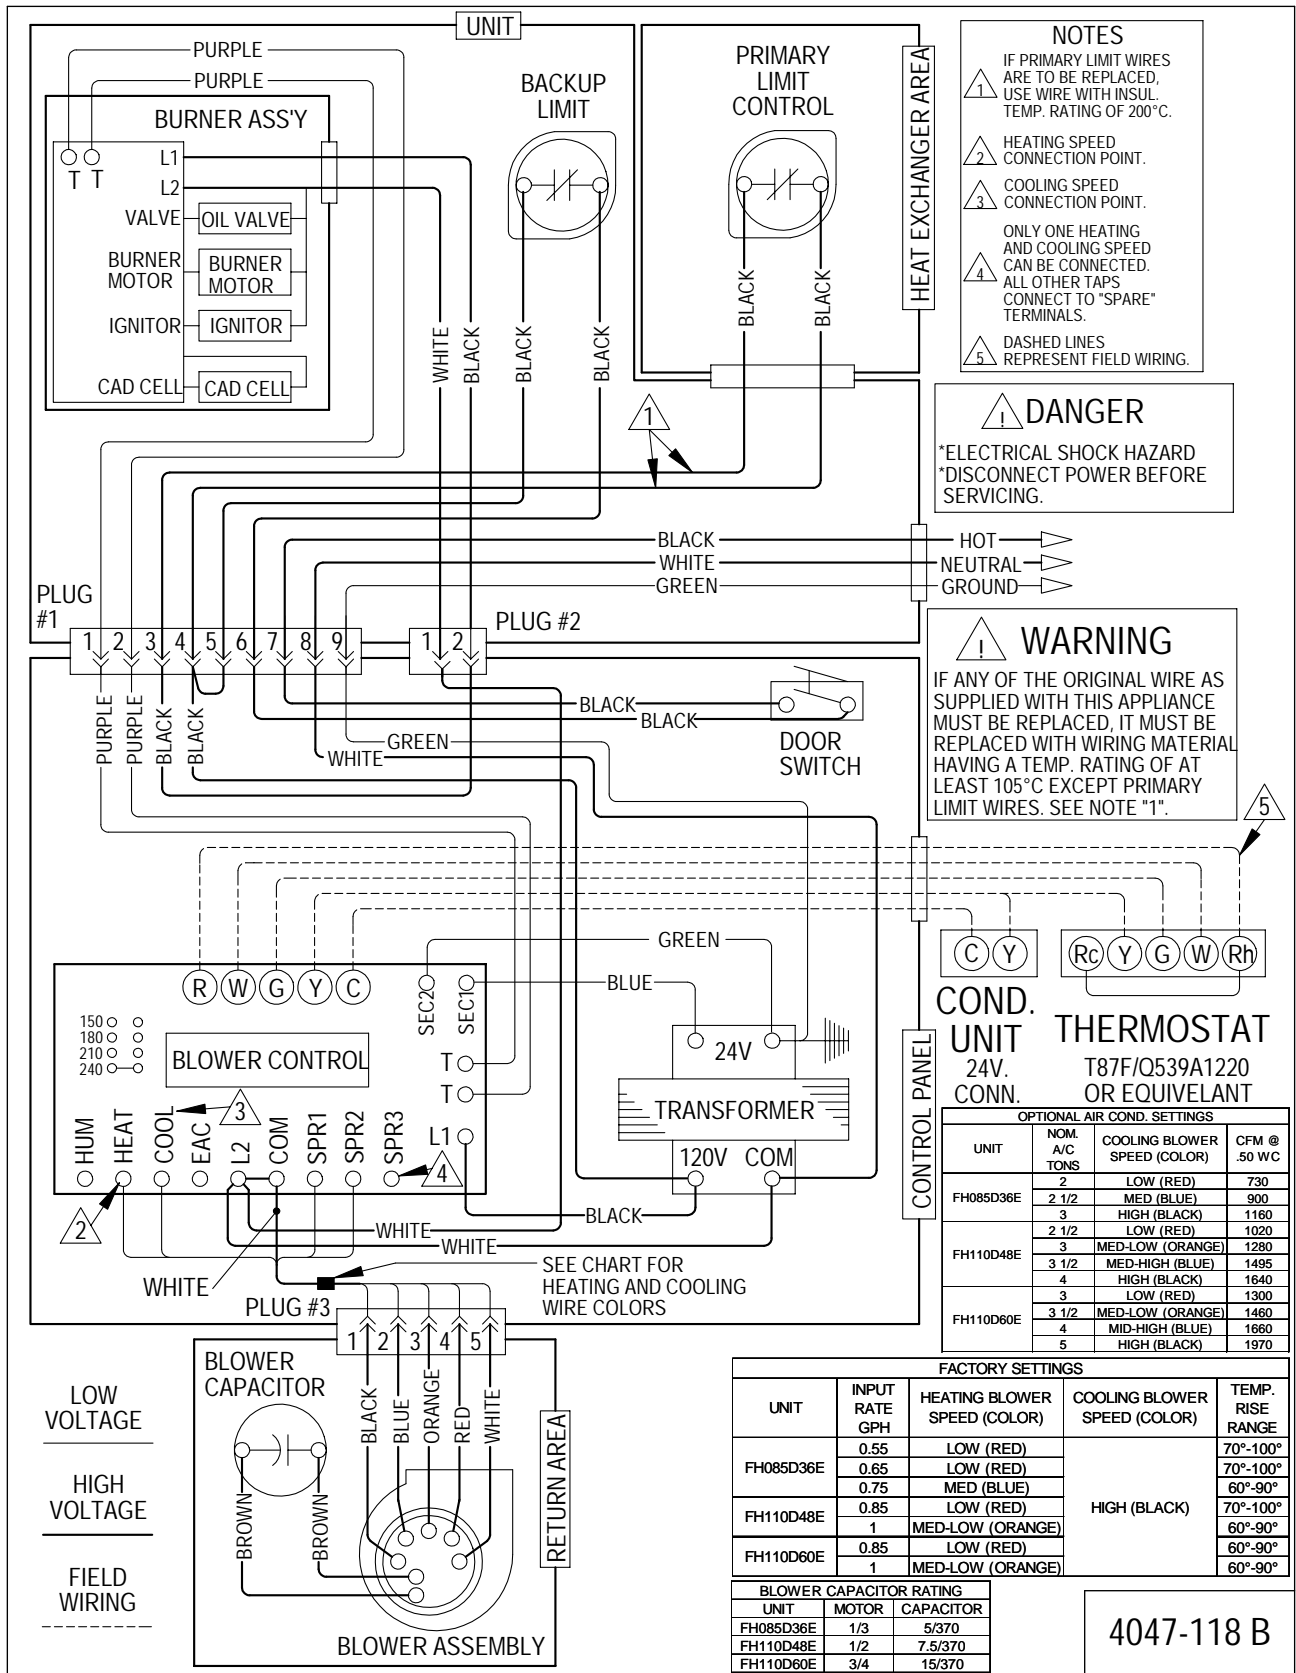 UNIT
PURPLE
PURPLE
BURNER ASS'Y
T T
L1
L2
VALVE
OIL VALVE
BURNER
MOTOR
BURNER
MOTOR
IGNITOR
IGNITOR
CAD CELL
CAD CELL
BACKUP
LIMIT
PRIMARY
LIMIT
CONTROL
HEAT EXCHANGER AREA
WHITE
BLACK
BLACK
BLACK
BLACK
BLACK
1
NOTES
1
IF PRIMARY LIMIT WIRES
ARE TO BE REPLACED,
USE WIRE WITH INSUL.
TEMP. RATING OF 200°C.
2
HEATING SPEED
CONNECTION POINT.
3
COOLING SPEED
CONNECTION POINT.
4
ONLY ONE HEATING
AND COOLING SPEED
CAN BE CONNECTED.
ALL OTHER TAPS
CONNECT TO "SPARE"
TERMINALS.
5
DASHED LINES
REPRESENT FIELD WIRING.
! DANGER
*ELECTRICAL SHOCK HAZARD
*DISCONNECT POWER BEFORE
SERVICING.
BLACK HOT
WHITE NEUTRAL
GREEN GROUND
PLUG
#1
1 2 3 4 5 6 7 8 9
1 2
PLUG #2
! WARNING
IF ANY OF THE ORIGINAL WIRE AS
SUPPLIED WITH THIS APPLIANCE
MUST BE REPLACED, IT MUST BE
REPLACED WITH WIRING MATERIAL
HAVING A TEMP. RATING OF AT
LEAST 105°C EXCEPT PRIMARY
LIMIT WIRES. SEE NOTE "1".
PURPLE
PURPLE
BLACK
BLACK
BLACK
BLACK
GREEN
WHITE
DOOR
SWITCH
5
GREEN
BLUE
R W G Y C
SEC2
SEC1
150
180
210
240
BLOWER CONTROL
T
T
L1
3
HUM
HEAT
COOL
EAC
L2
COM
SPR1
SPR2
SPR3
4
2
24V
TRANSFORMER
120V COM
CONTROL PANEL
C Y
COND.
UNIT
24V.
CONN.
Rc Y G W Rh
THERMOSTAT
T87F/Q539A1220
OR EQUIVELANT
BLACK
WHITE
WHITE
WHITE
SEE CHART FOR
HEATING AND COOLING
WIRE COLORS
PLUG #3
1 2 3 4 5
OPTIONAL AIR COND. SETTINGS
UNIT NOM. A/C TONS COOLING BLOWER SPEED (COLOR) CFM @ .50 WC
FH085D36E 2 LOW (RED) 730
2 1/2 MED (BLUE) 900
3 HIGH (BLACK) 1160
FH110D48E 2 1/2 LOW (RED) 1020
3 MED-LOW (ORANGE) 1280
3 1/2 MED-HIGH (BLUE) 1495
4 HIGH (BLACK) 1640
FH110D60E 3 LOW (RED) 1300
3 1/2 MED-LOW (ORANGE) 1460
4 MID-HIGH (BLUE) 1660
5 HIGH (BLACK) 1970
LOW
VOLTAGE
HIGH
VOLTAGE
FIELD
WIRING
BLOWER
CAPACITOR
BROWN
BROWN
BLACK
BLUE
ORANGE
RED
WHITE
RETURN AREA
BLOWER ASSEMBLY
FACTORY SETTINGS
UNIT INPUT RATE GPH HEATING BLOWER SPEED (COLOR) COOLING BLOWER SPEED (COLOR) TEMP. RISE RANGE
FH085D36E 0.55 LOW (RED) HIGH (BLACK) 70°-100°
0.65 LOW (RED) 70°-100°
0.75 MED (BLUE) 60°-90°
FH110D48E 0.85 LOW (RED) 70°-100°
1 MED-LOW (ORANGE) 60°-90°
FH110D60E 0.85 LOW (RED) 60°-90°
1 MED-LOW (ORANGE) 60°-90°
BLOWER CAPACITOR RATING
UNIT MOTOR CAPACITOR
FH085D36E 1/3 5/370
FH110D48E 1/2 7.5/370
FH110D60E 3/4 15/370
4047-118 B